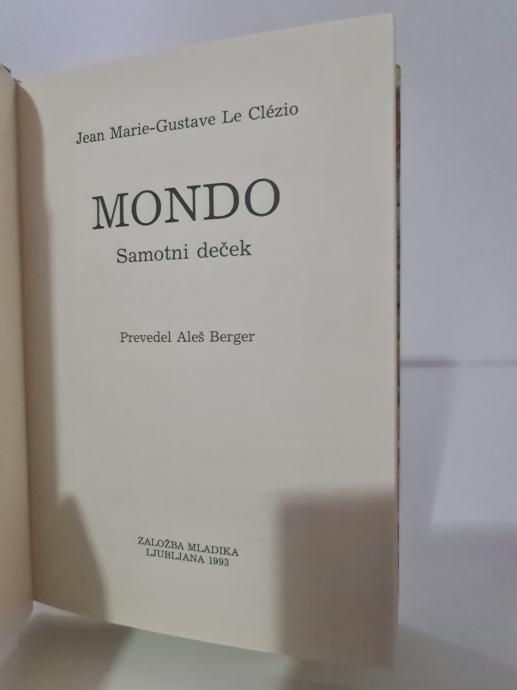 Jean Marie-Gustave Le Clézio
MONDO
Samotni deček
Prevedel Aleš Berger
ZALOŽBA MLADIKA
LJUBLJANA 1993